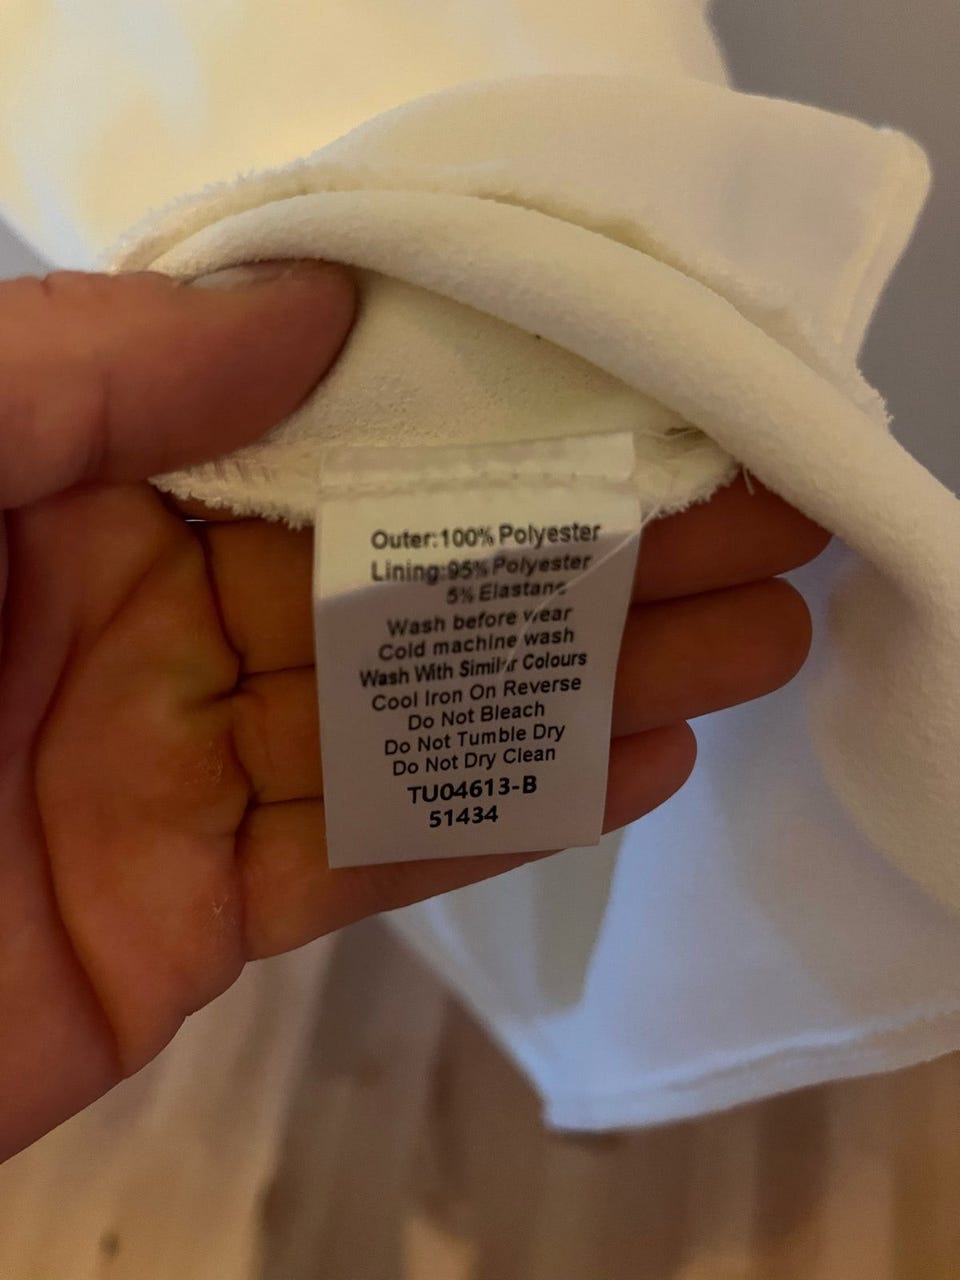 Outer:100% Polyester
Lining:95% Polyester
5% Elastane
Wash before wear
Cold machine wash
Wash With Similar Colours
Cool Iron On Reverse
Do Not Bleach
Do Not Tumble Dry
Do Not Dry Clean
TU04613-B
51434